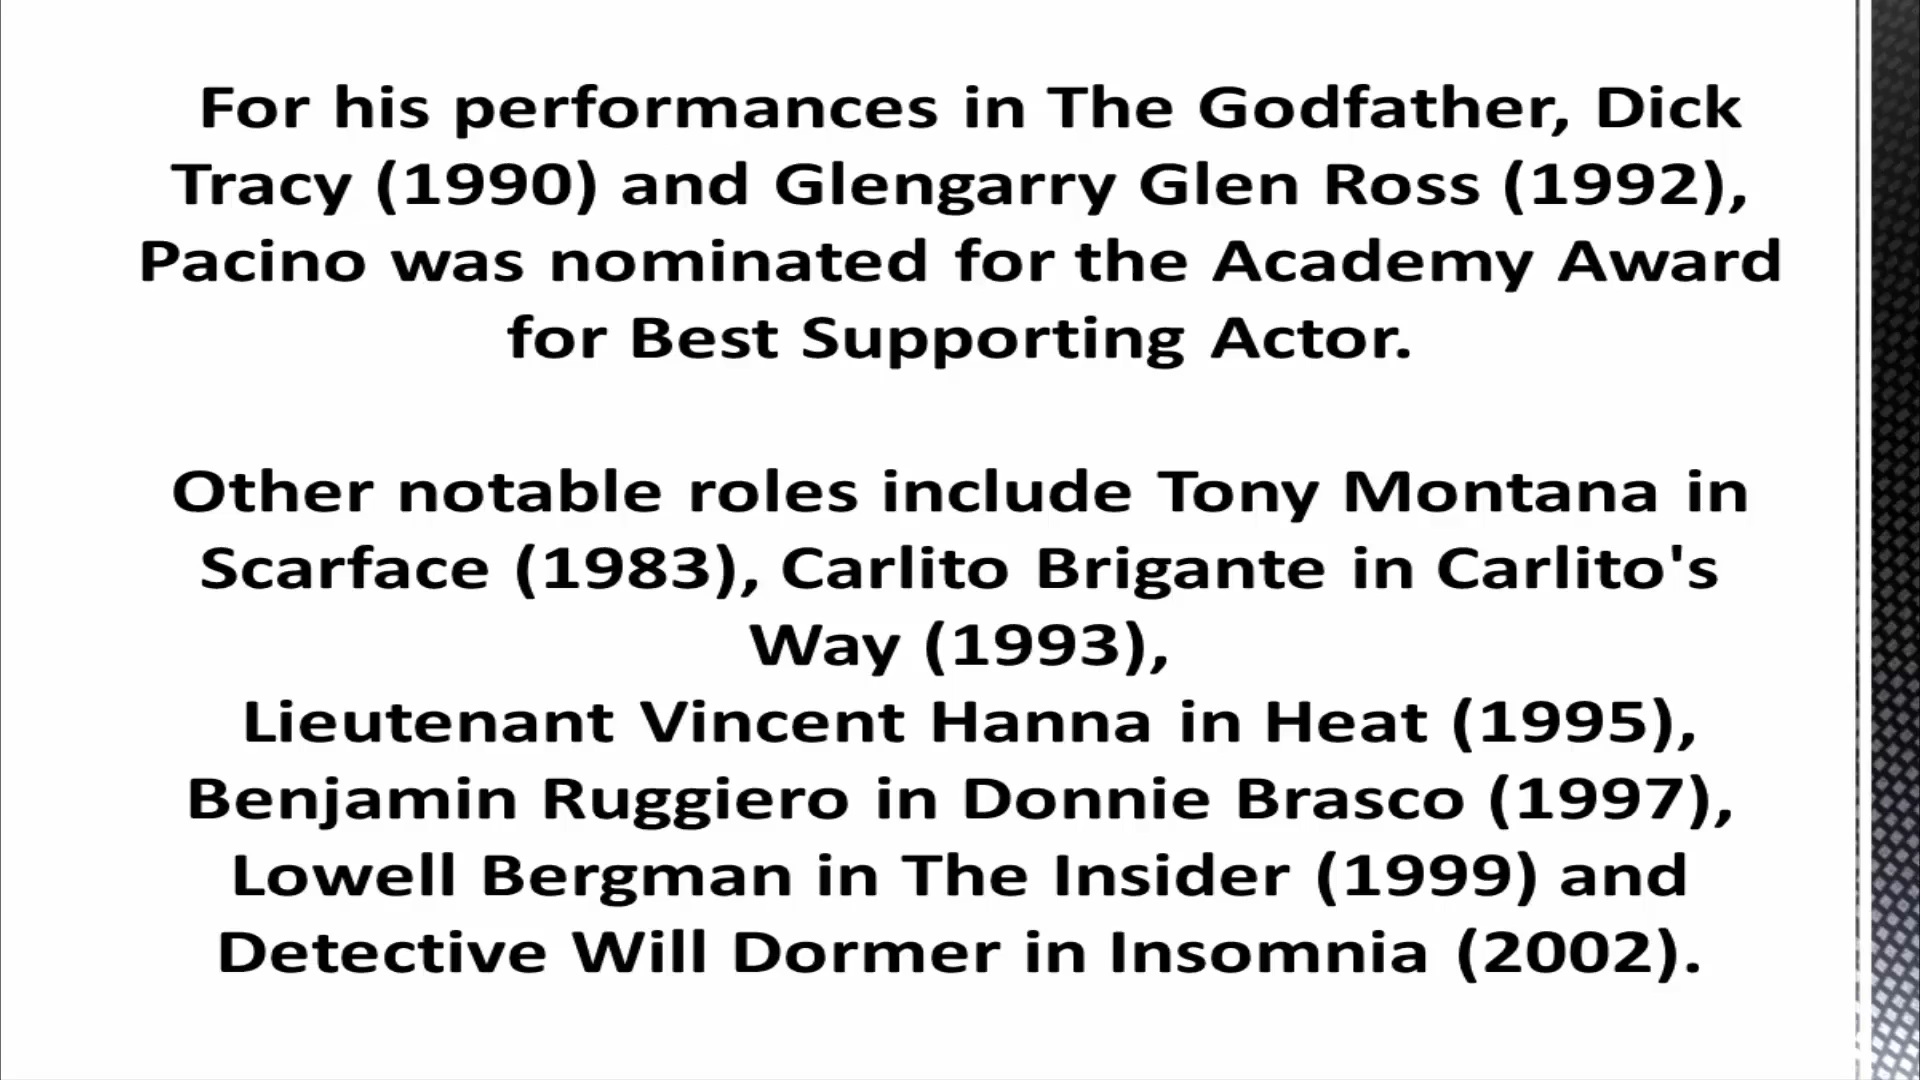 For his performances in The Godfather, Dick
Tracy (1990) and Glengarry Glen Ross (1992),
Pacino was nominated for the Academy Award
for Best Supporting Actor.
Other notable roles include Tony Montana in
Scarface (1983), Carlito Brigante in Carlito's
Way (1993),
Lieutenant Vincent Hanna in Heat (1995),
Benjamin Ruggiero in Donnie Brasco (1997),
Lowell Bergman in The Insider (1999) and
Detective Will Dormer in Insomnia (2002).